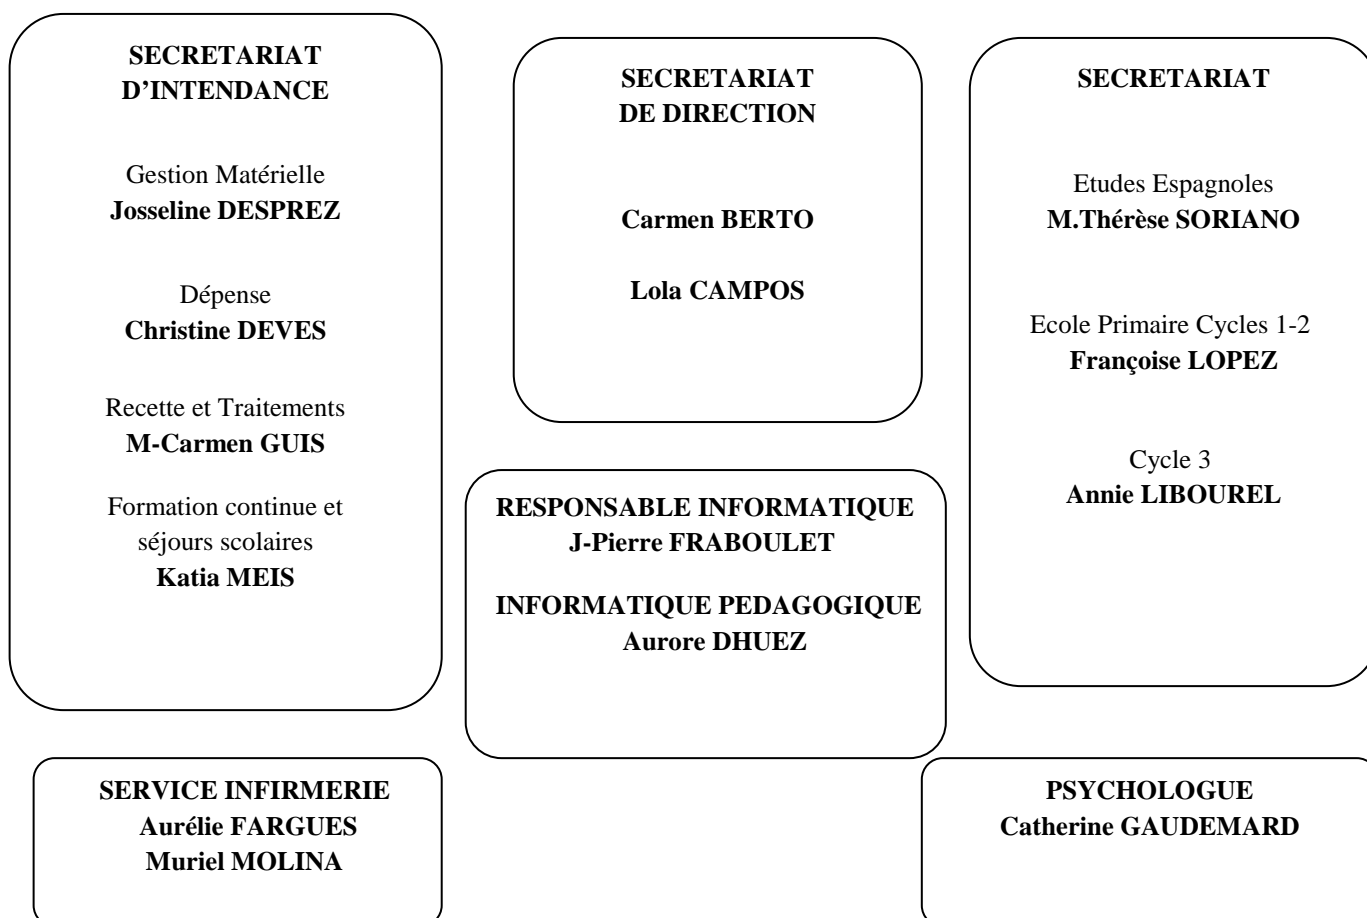 SECRETARIAT
D’INTENDANCE
Gestion Matérielle
Josseline DESPREZ
Dépense
Christine DEVES
Recette et Traitements
M-Carmen GUIS
Formation continue et
séjours scolaires
Katia MEIS
SECRETARIAT
DE DIRECTION
Carmen BERTO
Lola CAMPOS
SECRETARIAT
Etudes Espagnoles
M.Thérèse SORIANO
Ecole Primaire Cycles 1-2
Françoise LOPEZ
Cycle 3
Annie LIBOUREL
RESPONSABLE INFORMATIQUE
J-Pierre FRABOULET
INFORMATIQUE PEDAGOGIQUE
Aurore DHUEZ
SERVICE INFIRMERIE
Aurélie FARGUES
Muriel MOLINA
PSYCHOLOGUE
Catherine GAUDEMARD